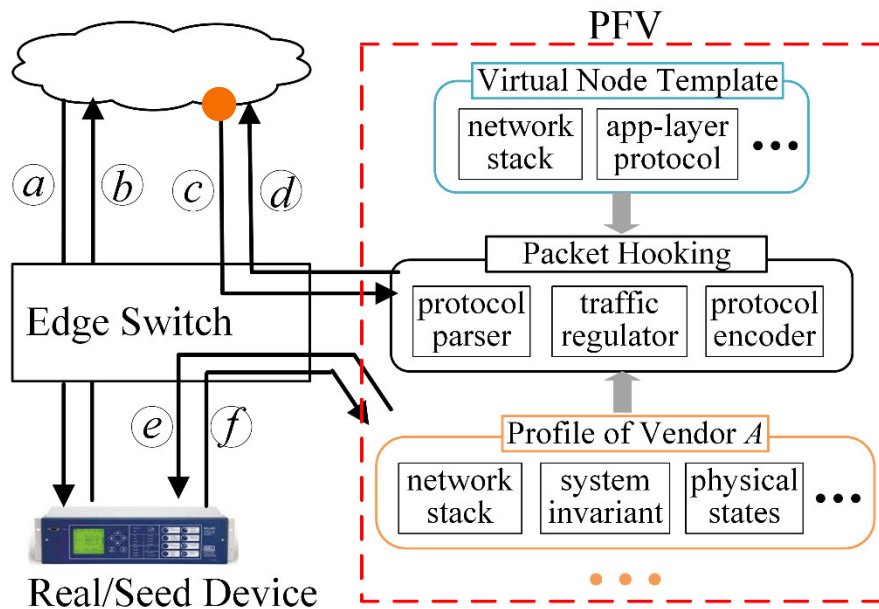 PFV
Virtual Node Template
network
stack
app-layer
protocol
a
b
c
d
Packet Hooking
protocol
parser
traffic
regulator
protocol
encoder
Edge Switch
e
f
Profile of Vendor A
network
stack
system
invariant
physical
states
Real/Seed Device